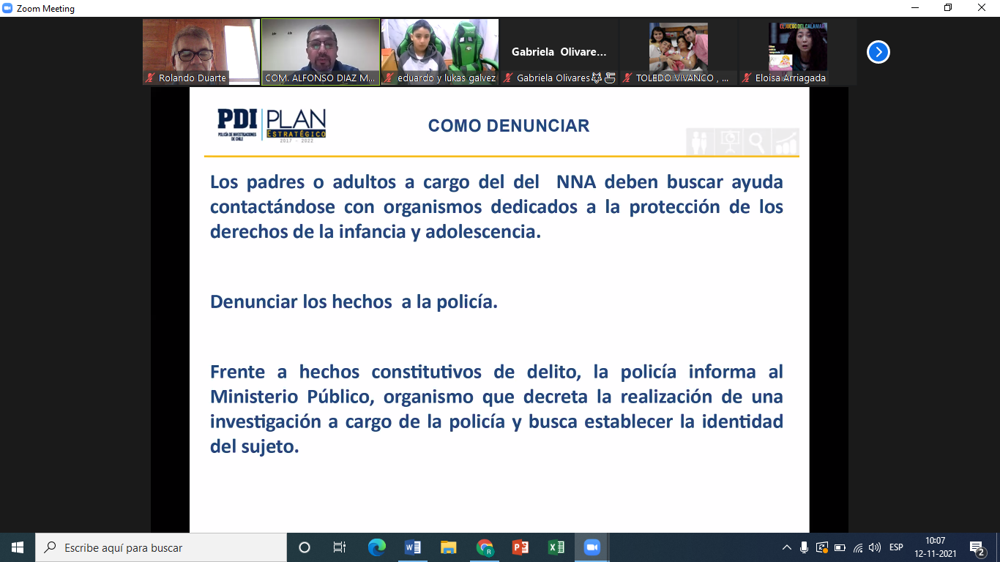 Zoom Meeting
Rolando Duarte
COM. ALFONSO DIAZ M...
eduardo y lukas galvez
Gabriela Olivare...
Gabriela Olivares
TOLEDO VIVANCO , ...
EL JUEGO DEL CALAMAR
Eloisa Arriagada
PDI PLAN
POLICÍA DE INVESTIGACIONES
DE CHILE
ESTRATÉGICO
2017 - 2022
COMO DENUNCIAR
Los padres o adultos a cargo del del NNA deben buscar ayuda
contactándose con organismos dedicados a la protección de los
derechos de la infancia y adolescencia.
Denunciar los hechos a la policía.
Frente a hechos constitutivos de delito, la policía informa al
Ministerio Público, organismo que decreta la realización de una
investigación a cargo de la policía y busca establecer la identidad
del sujeto.
Escribe aquí para buscar
ESP
10:07
12-11-2021
2